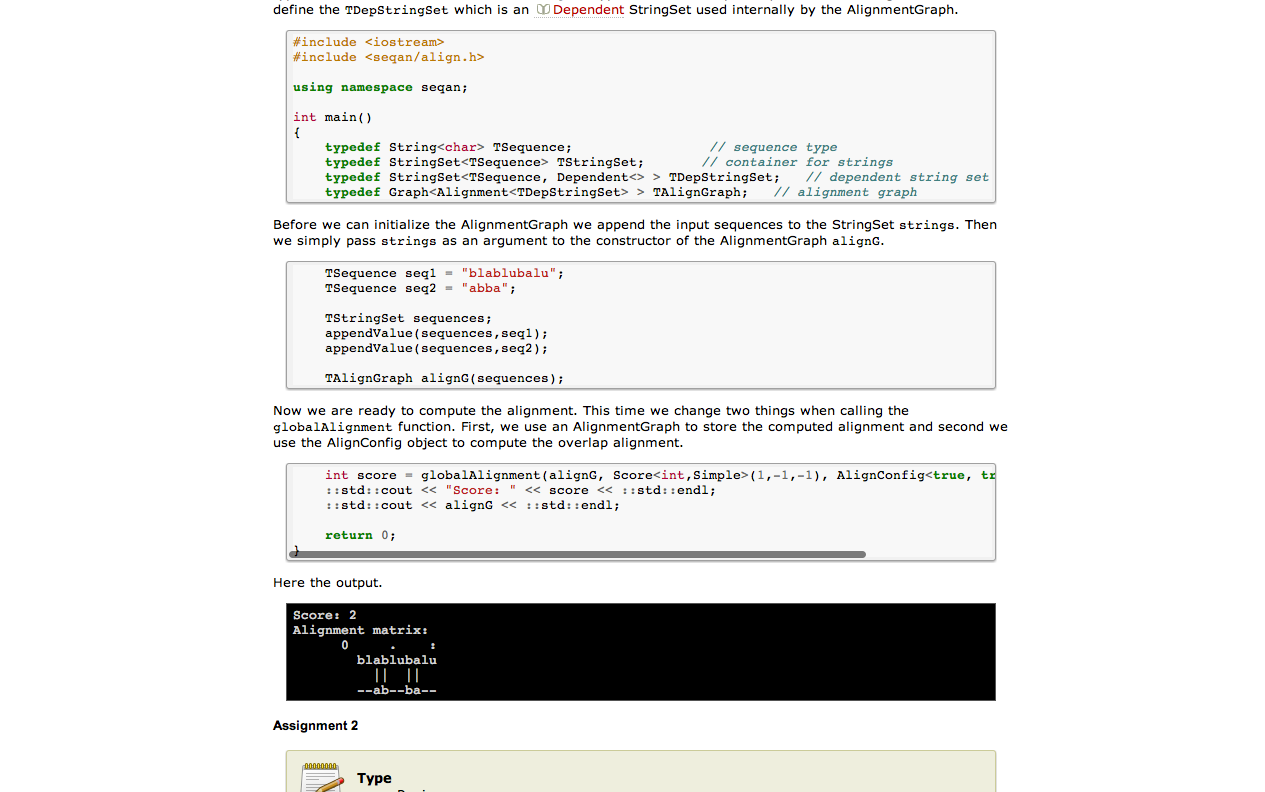 define the TDepStringSet which is an Dependent StringSet used internally by the AlignmentGraph.
#include <iostream>
#include <seqan/align.h>
using namespace seqan;
int main()
{
typedef String<char> TSequence; // sequence type
typedef StringSet<TSequence> TStringSet; // container for strings
typedef StringSet<TSequence, Dependent<> > TDepStringSet; // dependent string set
typedef Graph<Alignment<TDepStringSet> > TAlignGraph; // alignment graph
Before we can initialize the AlignmentGraph we append the input sequences to the StringSet strings. Then
we simply pass strings as an argument to the constructor of the AlignmentGraph alignG.
TSequence seq1 = "blablubalu";
TSequence seq2 = "abba";
TStringSet sequences;
appendValue(sequences,seq1);
appendValue(sequences,seq2);
TAlignGraph alignG(sequences);
Now we are ready to compute the alignment. This time we change two things when calling the
globalAlignment function. First, we use an AlignmentGraph to store the computed alignment and second we
use the AlignConfig object to compute the overlap alignment.
int score = globalAlignment(alignG, Score<int,Simple>(1,-1,-1), AlignConfig<true, tr
::std::cout << "Score: " << score << ::std::endl;
::std::cout << alignG << ::std::endl;
return 0;
}
Here the output.
Score: 2
Alignment matrix:
0     .    :
blablubalu
||  ||
--ab--ba--
Assignment 2
Type